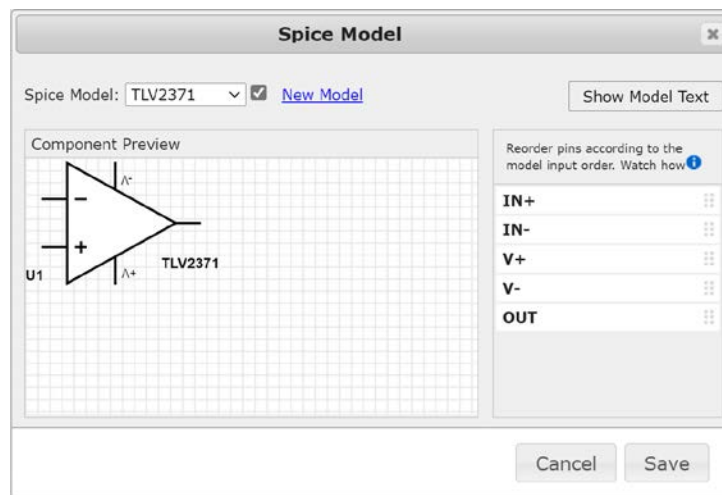 Spice Model
Spice Model: TLV2371 New Model
Show Model Text
Component Preview
V-
-
+
V+
U1
TLV2371
Reorder pins according to the
model input order. Watch how
IN+
IN-
V+
V-
OUT
Cancel
Save